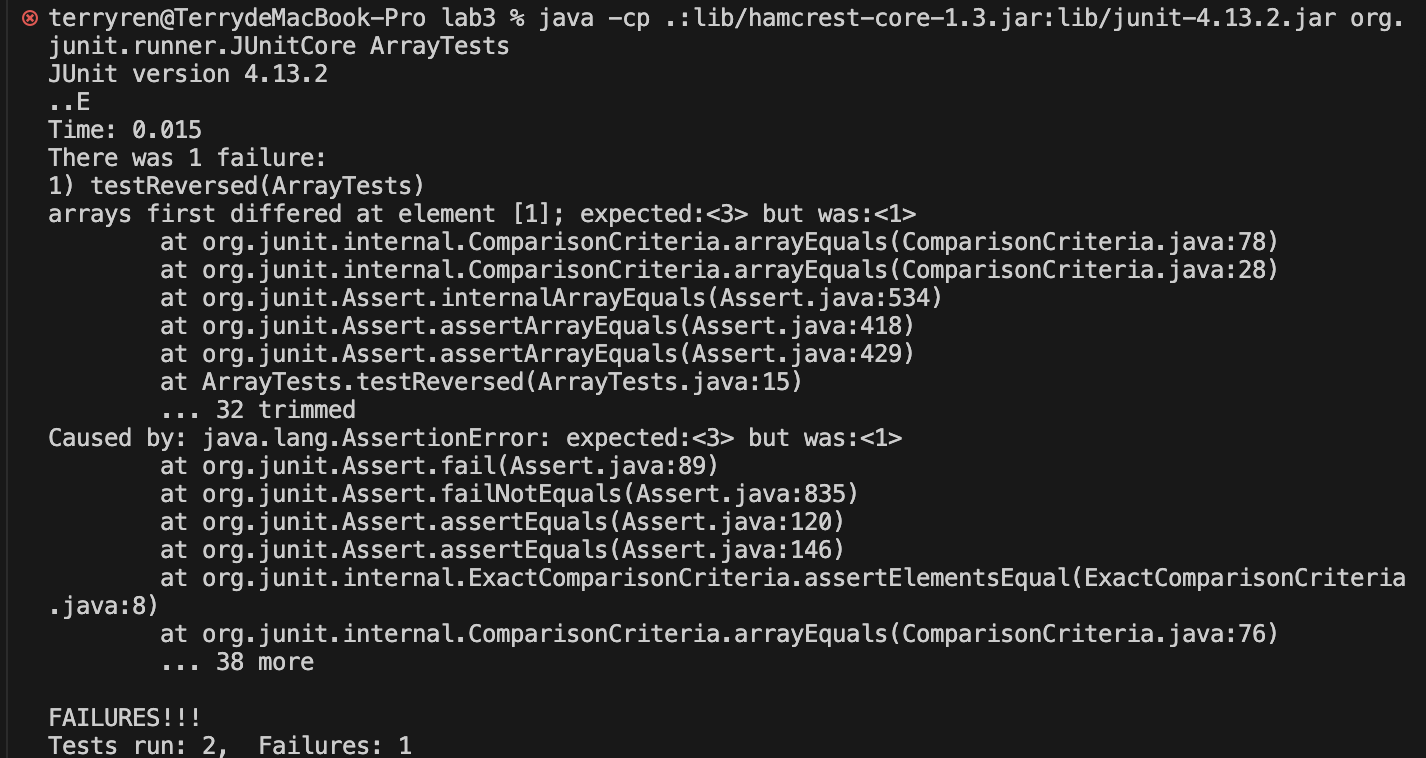 terryren@TerrydeMacBook-Pro lab3 % java -cp .:lib/hamcrest-core-1.3.jar:lib/junit-4.13.2.jar org.
junit.runner.JUnitCore ArrayTests
JUnit version 4.13.2
..E
Time: 0.015
There was 1 failure:
1) testReversed(ArrayTests)
arrays first differed at element [1]; expected:<3> but was:<1>
        at org.junit.internal.ComparisonCriteria.arrayEquals(ComparisonCriteria.java:78)
        at org.junit.internal.ComparisonCriteria.arrayEquals(ComparisonCriteria.java:28)
        at org.junit.Assert.internalArrayEquals(Assert.java:534)
        at org.junit.Assert.assertArrayEquals(Assert.java:418)
        at org.junit.Assert.assertArrayEquals(Assert.java:429)
        at ArrayTests.testReversed(ArrayTests.java:15)
        ... 32 trimmed
Caused by: java.lang.AssertionError: expected:<3> but was:<1>
        at org.junit.Assert.fail(Assert.java:89)
        at org.junit.Assert.failNotEquals(Assert.java:835)
        at org.junit.Assert.assertEquals(Assert.java:120)
        at org.junit.Assert.assertEquals(Assert.java:146)
        at org.junit.internal.ExactComparisonCriteria.assertElementsEqual(ExactComparisonCriteria
.java:8)
        at org.junit.internal.ComparisonCriteria.arrayEquals(ComparisonCriteria.java:76)
        ... 38 more

FAILURES!!!
Tests run: 2,  Failures: 1